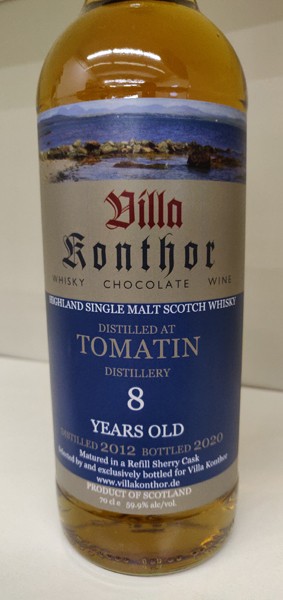 Villa
Konthor
WHISKY CHOCOLATE WINE
HIGHLAND SINGLE MALT SCOTCH WHISKY
DISTILLED AT
TOMATIN
DISTILLERY
8
YEARS OLD
DISTILLED 2012 BOTTLED 2020
Matured in a Refill Sherry Cask
Selected by and exclusively bottled for Villa Konthor
www.villakonthor.de
PRODUCT OF SCOTLAND
70 cl e 59.9% alc/vol.